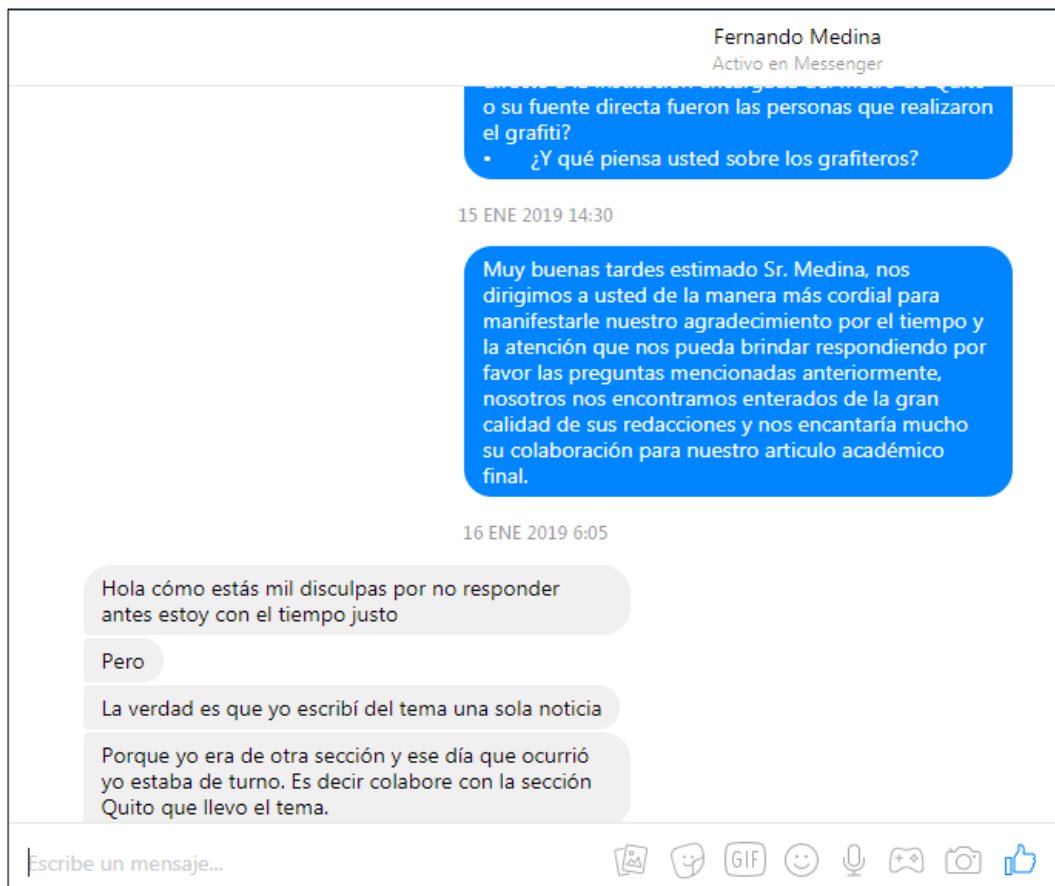 Fernando Medina
Activo en Messenger
o su fuente directa fueron las personas que realizaron
el grafiti?
• ¿Y qué piensa usted sobre los grafiteros?
15 ENE 2019 14:30
Muy buenas tardes estimado Sr. Medina, nos
dirigimos a usted de la manera más cordial para
manifestarle nuestro agradecimiento por el tiempo y
la atención que nos pueda brindar respondiendo por
favor las preguntas mencionadas anteriormente,
nosotros nos encontramos enterados de la gran
calidad de sus redacciones y nos encantaría mucho
su colaboración para nuestro articulo académico
final.
16 ENE 2019 6:05
Hola cómo estás mil disculpas por no responder
antes estoy con el tiempo justo
Pero
La verdad es que yo escribí del tema una sola noticia
Porque yo era de otra sección y ese día que ocurrió
yo estaba de turno. Es decir colabore con la sección
Quito que llevo el tema.
Escribe un mensaje...
GIF